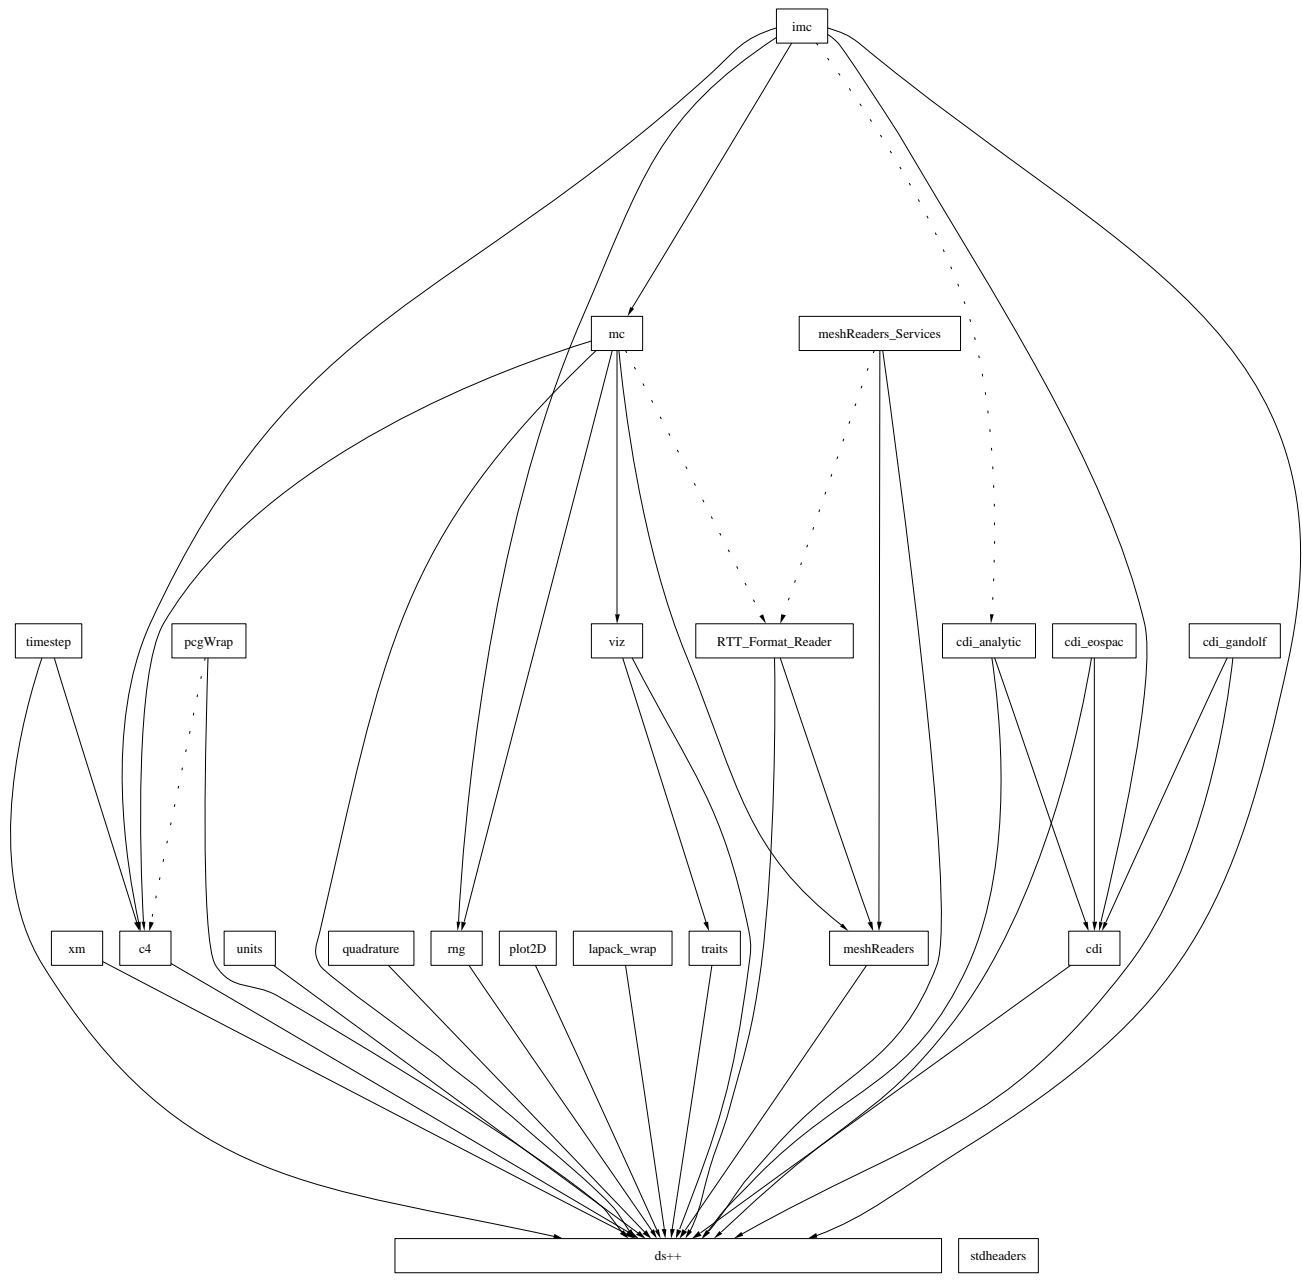 imc
mc
meshReaders_Services
timestep
pcgWrap
viz
RTT_Format_Reader
cdi_analytic
cdi_eospac
cdi_gandolf
xm
c4
units
quadrature
rng
plot2D
lapack_wrap
traits
meshReaders
cdi
ds++
stdheaders